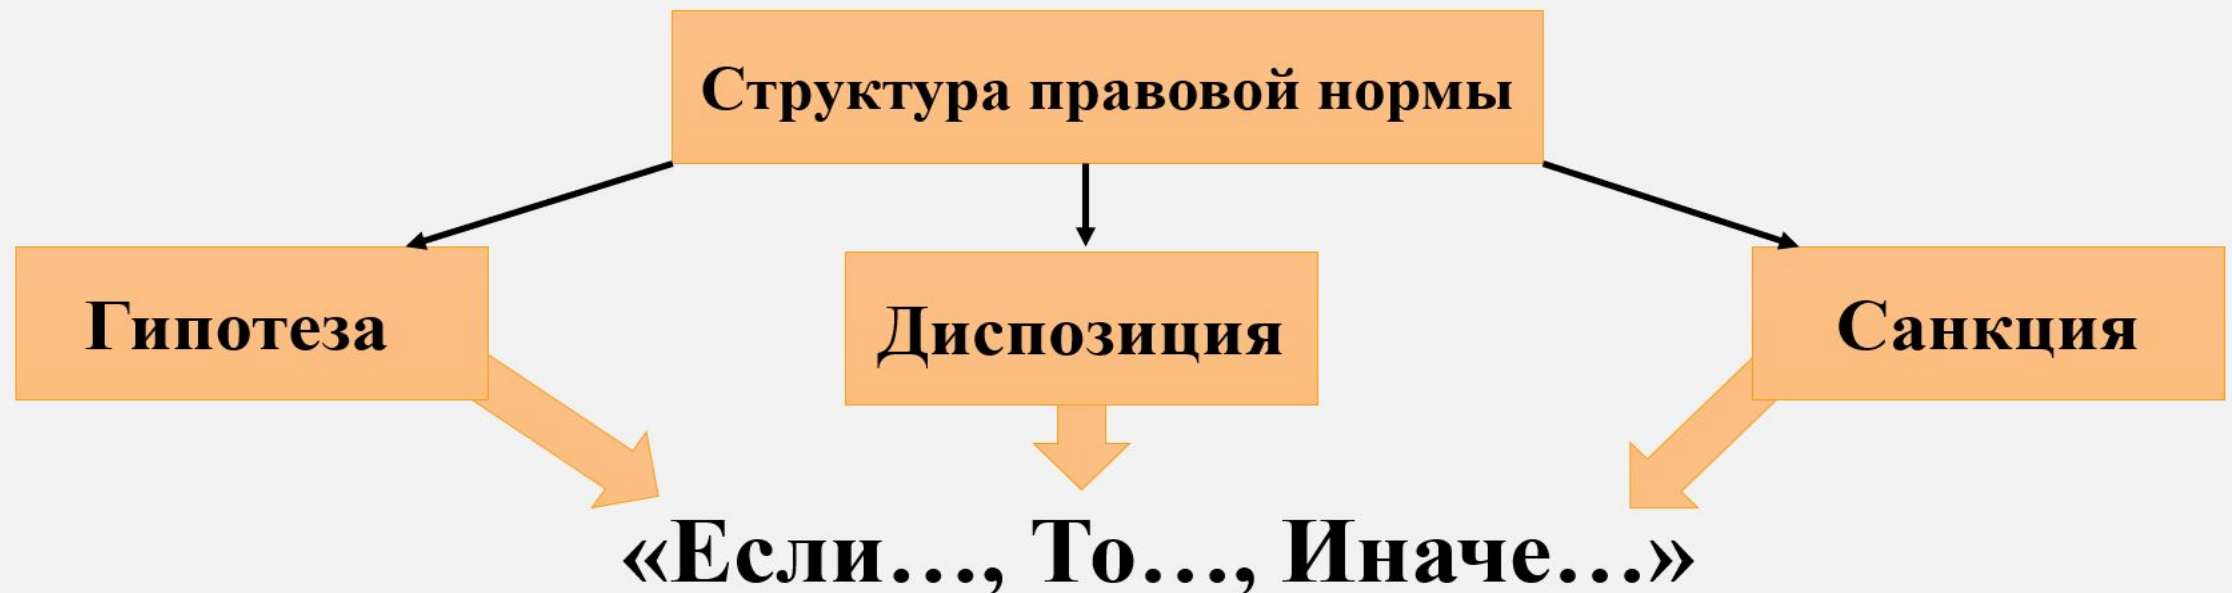 Структура правовой нормы
Гипотеза
Диспозиция
Санкция
«Если…, То…, Иначе…»